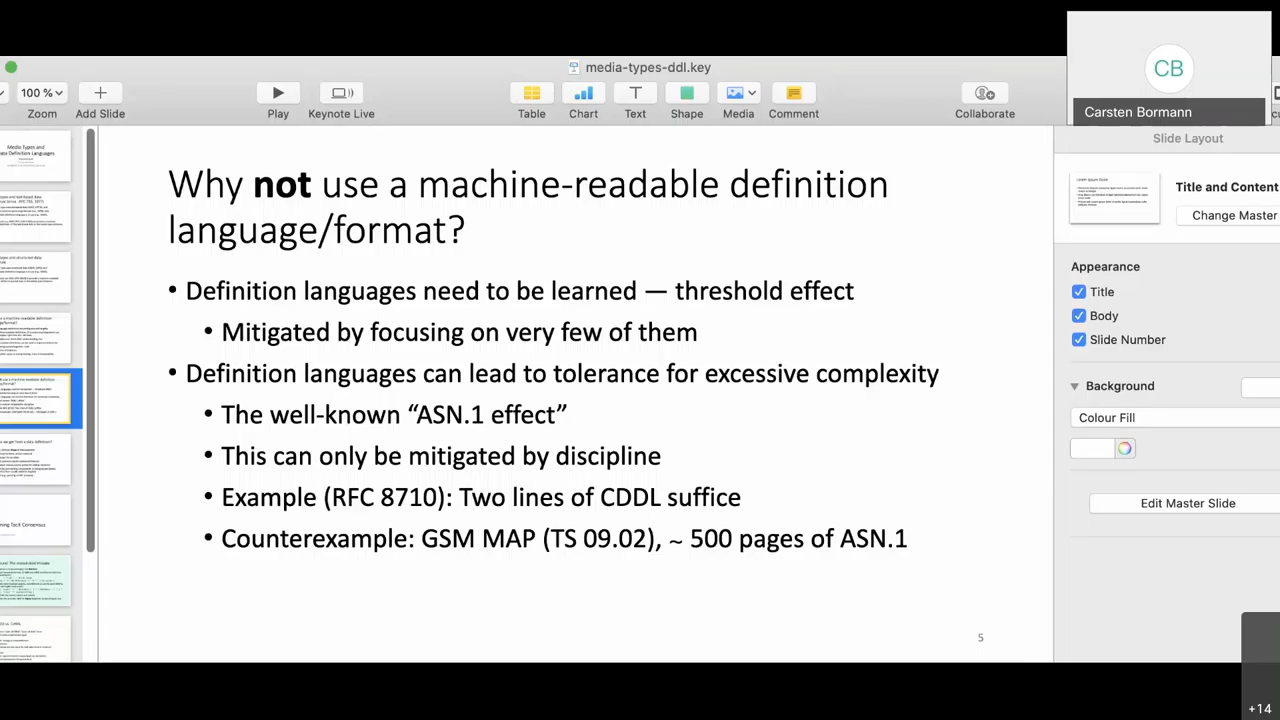 media-types-ddl.key
CB
Carsten Bormann
100 %
Zoom
Add Slide
Play
Keynote Live
Table
Chart
Text
Shape
Media
Comment
Collaborate
Slide Layout
Title and Content
Change Master
Appearance
Title
Body
Slide Number
Background
Colour Fill
Edit Master Slide
Why not use a machine-readable definition
language/format?
• Definition languages need to be learned — threshold effect
• Mitigated by focusing on very few of them
• Definition languages can lead to tolerance for excessive complexity
• The well-known “ASN.1 effect”
• This can only be mitigated by discipline
• Example (RFC 8710): Two lines of CDDL suffice
• Counterexample: GSM MAP (TS 09.02), ~ 500 pages of ASN.1
5
+14